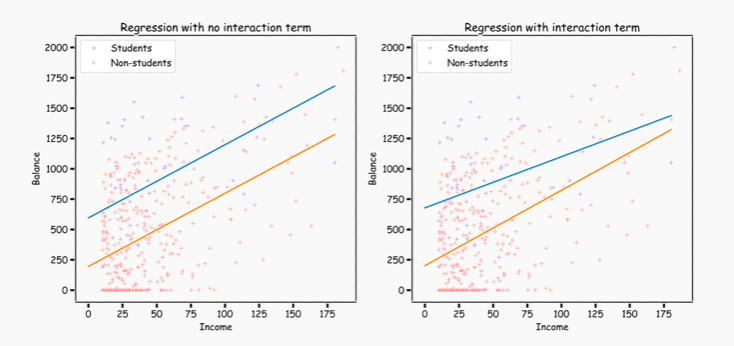 Regression with no interaction term
2000
1750
1500
1250
1000
750
500
250
0
Balance
Students
Non-students
0 25 50 75 100 125 150 175
Income
Regression with interaction term
2000
1750
1500
1250
1000
750
500
250
0
Balance
Students
Non-students
0 25 50 75 100 125 150 175
Income